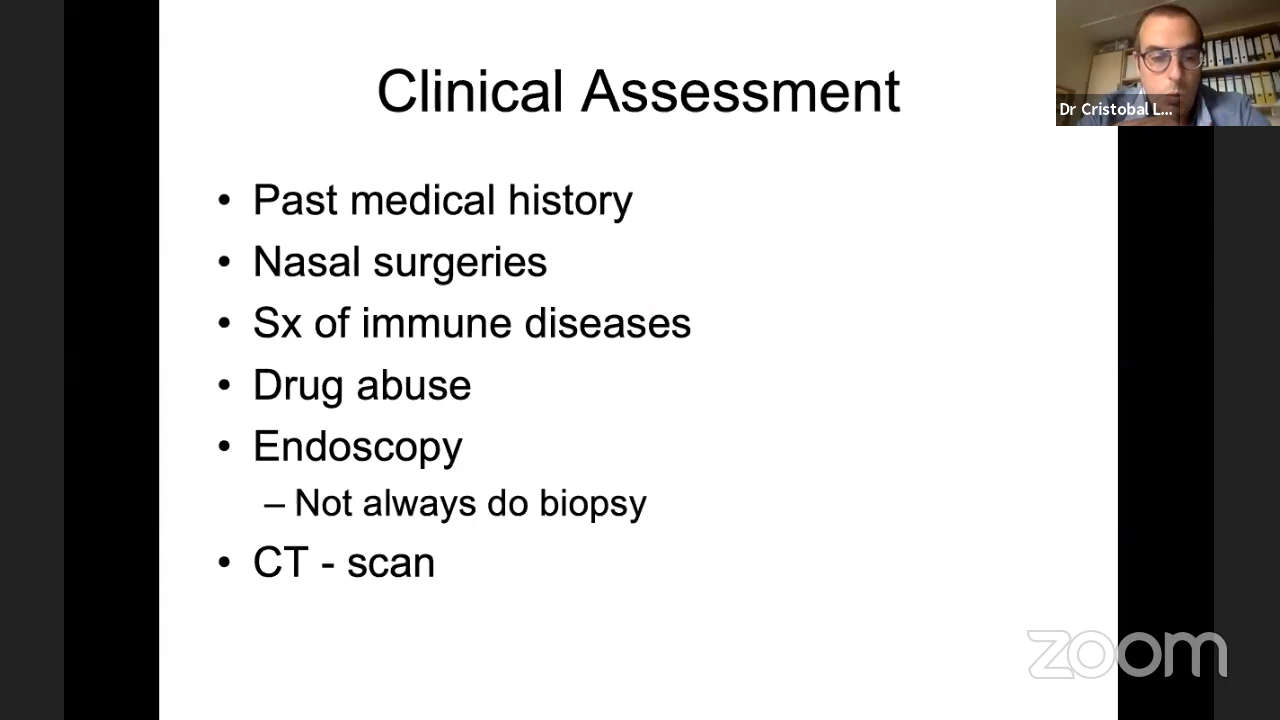 Clinical Assessment
Dr Cristobal L...
• Past medical history
• Nasal surgeries
• Sx of immune diseases
• Drug abuse
• Endoscopy
– Not always do biopsy
• CT - scan
zoom